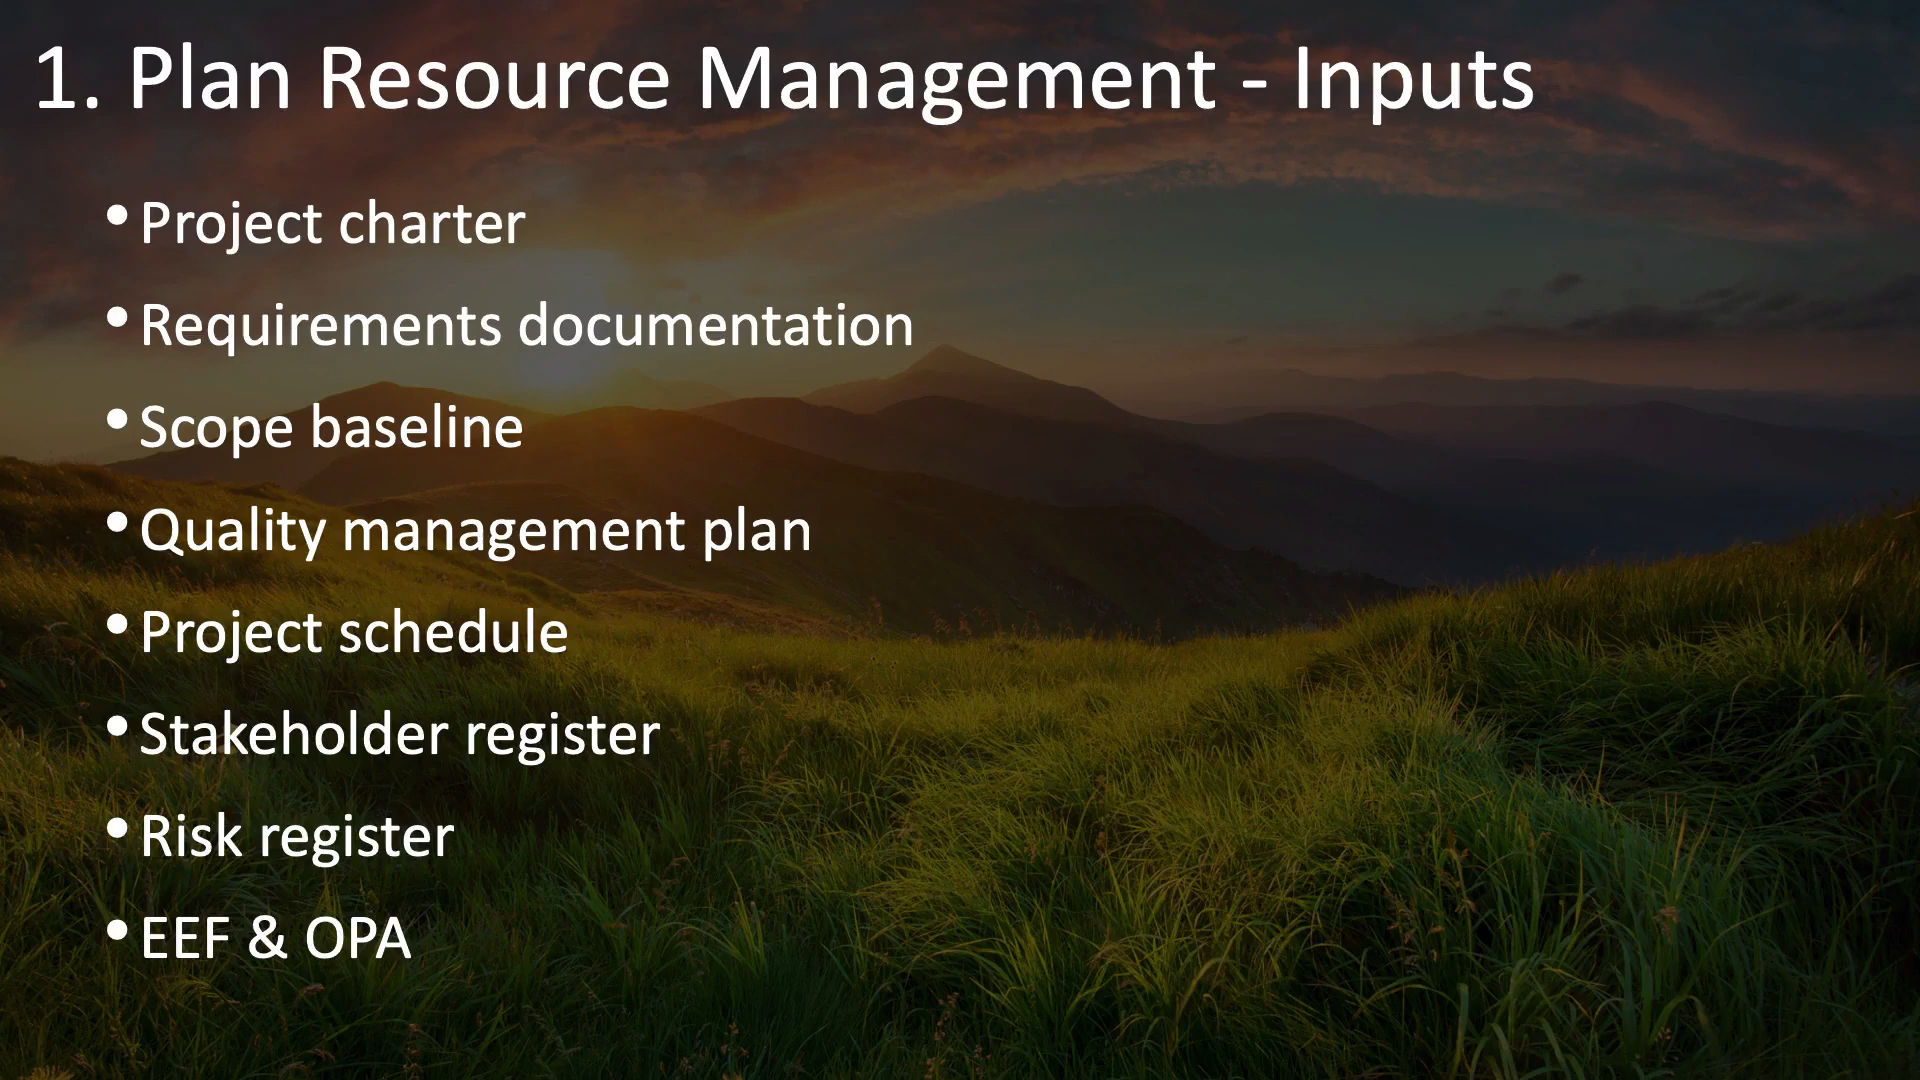 1. Plan Resource Management - Inputs
• Project charter
• Requirements documentation
• Scope baseline
• Quality management plan
• Project schedule
• Stakeholder register
• Risk register
• EEF & OPA